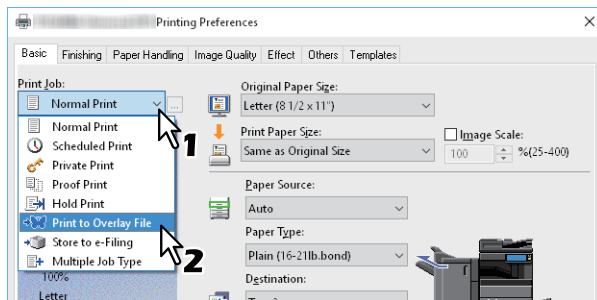 Printing Preferences
Basic Finishing Paper Handling Image Quality Effect Others Templates
Print Job:
Normal Print
...
1
Normal Print
Scheduled Print
Private Print
Proof Print
Hold Print
Print to Overlay File
Store to e-Filing
Multiple Job Type
2
100%
Letter
Original Paper Size:
Letter (8 1/2 x 11")
Print Paper Size:
Same as Original Size
Image Scale:
100 %(25-400)
Paper Source:
Auto
Paper Type:
Plain (16-21lb.bond)
Destination: